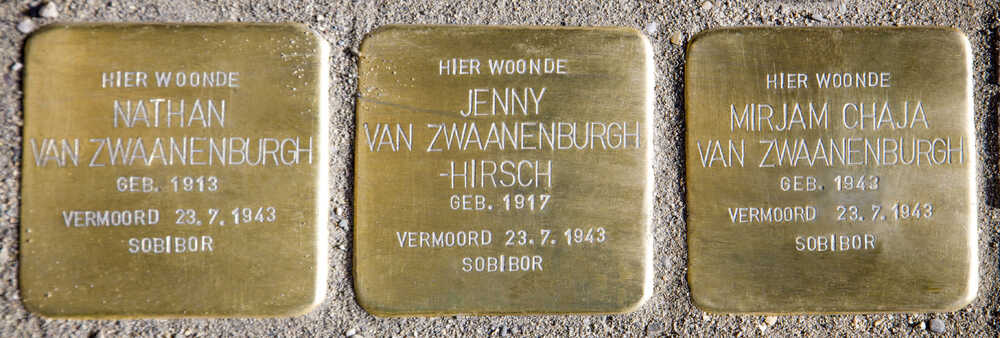 HIER WOONDE
NATHAN
VAN ZWAANENBURGH
GEB. 1913
VERMOORD 23.7.1943
SOBIBOR
HIER WOONDE
JENNY
VAN ZWAANENBURGH
-HIRSCH
GEB. 1917
VERMOORD 23.7.1943
SOBIBOR
HIER WOONDE
MIRJAM CHAJA
VAN ZWAANENBURGH
GEB. 1943
VERMOORD 23.7.1943
SOBIBOR